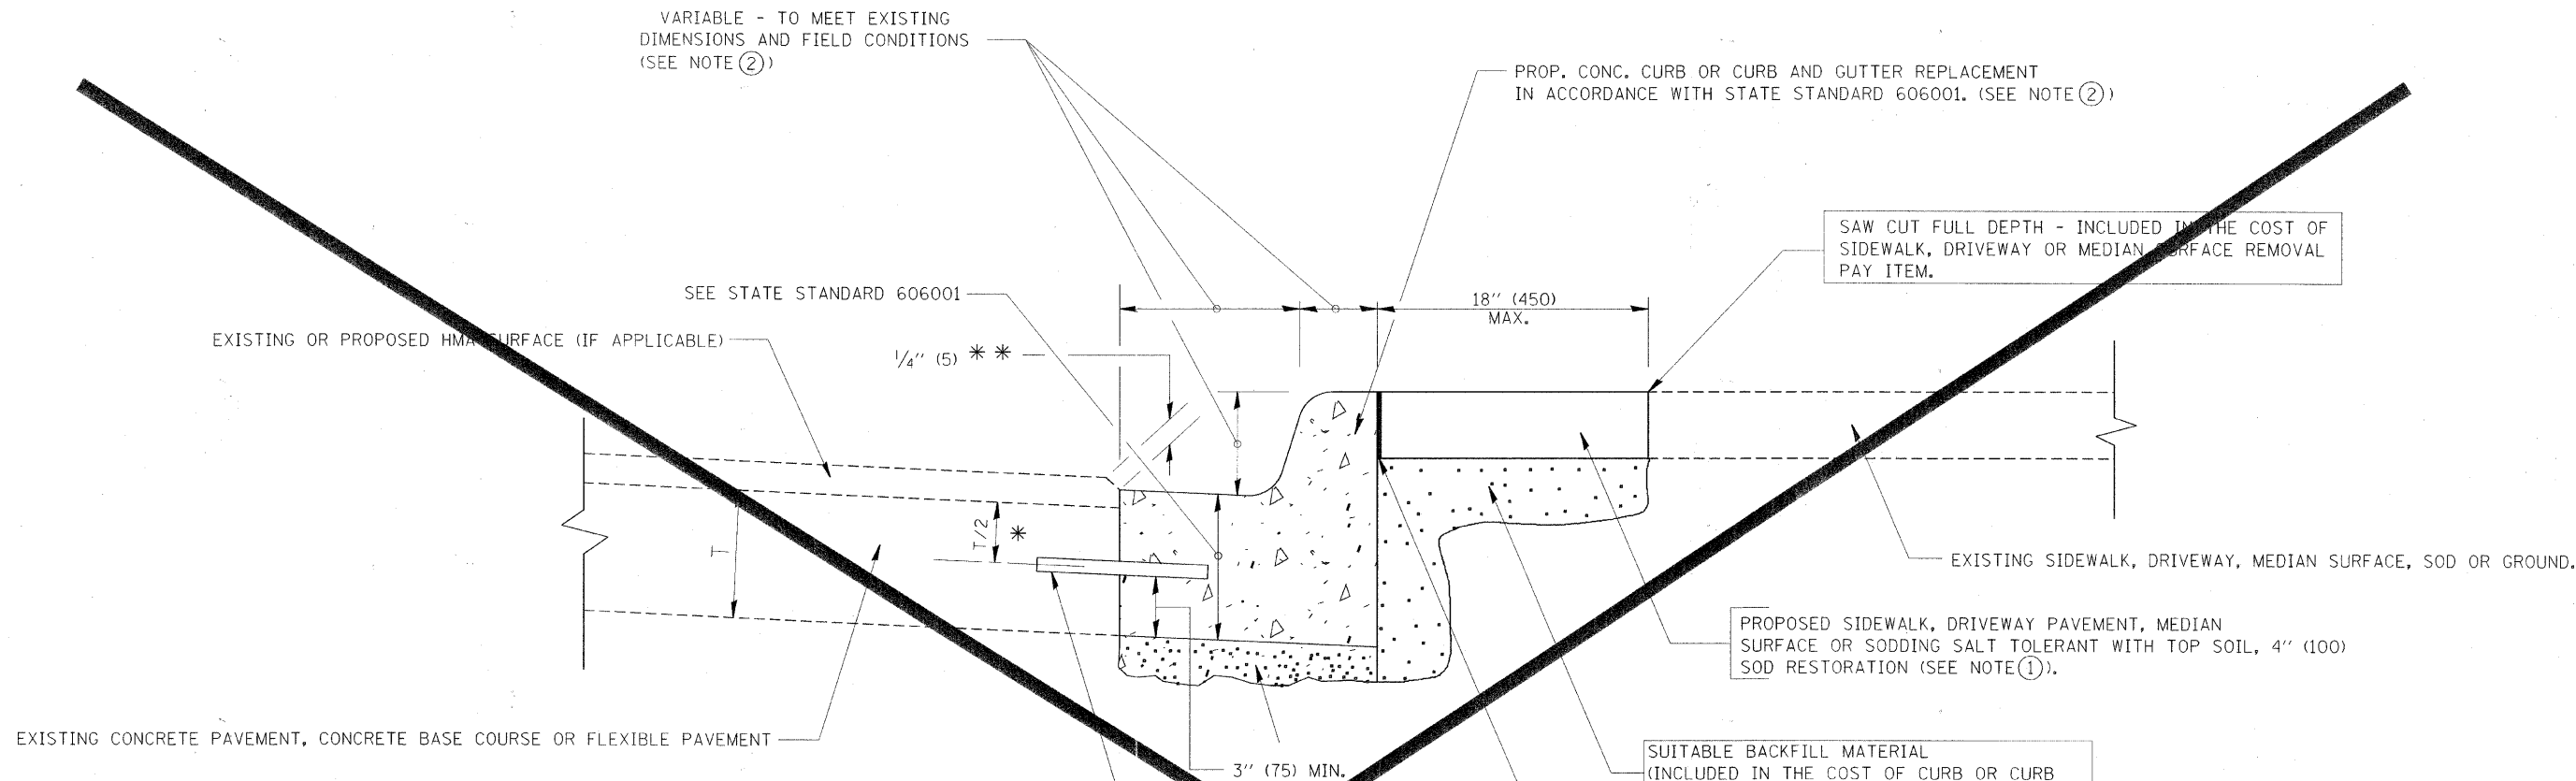 VARIABLE - TO MEET EXISTING
DIMENSIONS AND FIELD CONDITIONS
(SEE NOTE 2)
PROP. CONC. CURB OR CURB AND GUTTER REPLACEMENT
IN ACCORDANCE WITH STATE STANDARD 606001. (SEE NOTE 2)
SAW CUT FULL DEPTH - INCLUDED IN THE COST OF
SIDEWALK, DRIVEWAY OR MEDIAN SURFACE REMOVAL
PAY ITEM.
SEE STATE STANDARD 606001
18'' (450)
MAX.
EXISTING OR PROPOSED HMA SURFACE (IF APPLICABLE)
1/4'' (5) * *
T/2 *
T
EXISTING SIDEWALK, DRIVEWAY, MEDIAN SURFACE, SOD OR GROUND.
PROPOSED SIDEWALK, DRIVEWAY PAVEMENT, MEDIAN
SURFACE OR SODDING SALT TOLERANT WITH TOP SOIL, 4'' (100)
SOD RESTORATION (SEE NOTE 1).
EXISTING CONCRETE PAVEMENT, CONCRETE BASE COURSE OR FLEXIBLE PAVEMENT
3'' (75) MIN.
SUITABLE BACKFILL MATERIAL
(INCLUDED IN THE COST OF CURB OR CURB